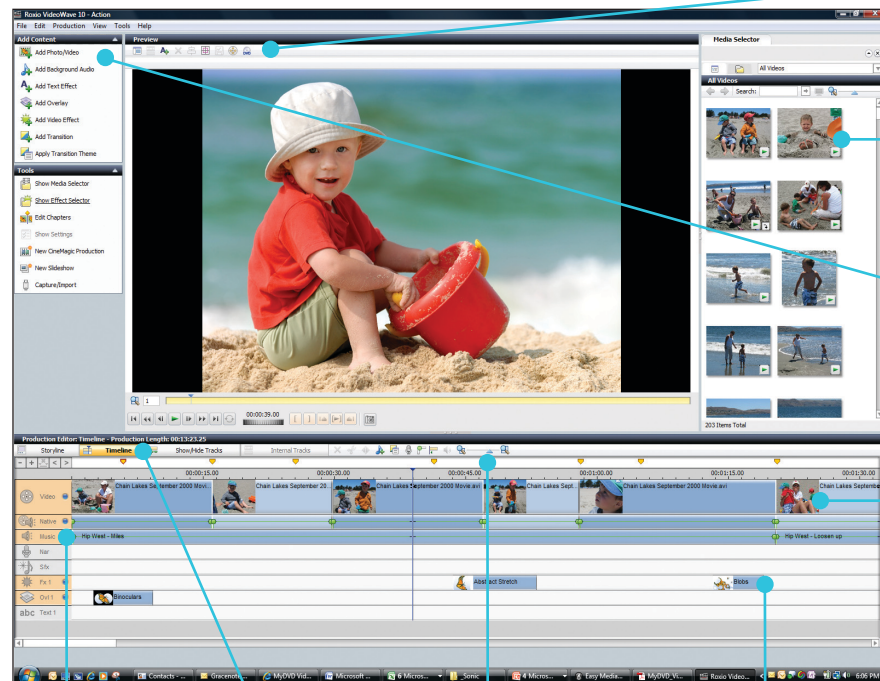 Roxio VideoWave 10 - Action
File Edit Production View Tools Help
Add Content
Add Photo/Video
Add Background Audio
Add Text Effect
Add Overlay
Add Video Effect
Add Transition
Apply Transition Theme
Tools
Show Media Selector
Show Effect Selector
Edit Chapters
Show Settings
New CineMagic Production
New Slideshow
Capture/Import
Preview
1
00:00:39.00
Media Selector
All Videos
All Videos
Search:
203 Items Total
Production Editor: Timeline - Production Length: 00:13:23.25
Storyline Timeline Show/Hide Tracks Internal Tracks
- + < >
00:00:15.00 00:00:30.00 00:00:45.00 00:01:00.00 00:01:15.00 00:01:30.00
Video Chain Lakes September 2000 Movi... Chain Lakes September 20... Chain Lakes September 2000 Movie.avi Chain Lakes Sept... Chain Lakes September 2000 Movie.avi Chain Lakes Septembe
Native
Music Hip West - Miles Hip West - Loosen up
Nar
Sfx
Fx 1 Abstract Stretch Blobs
Ovl 1 Binoculars
abc Text 1
Contacts - ... Gracenote... MyDVD Vid... Microsoft ... 6 Micros... _Sonic 4 Micros... Easy Media... MyDVD_Vi... Roxio Video... 6:06 PM